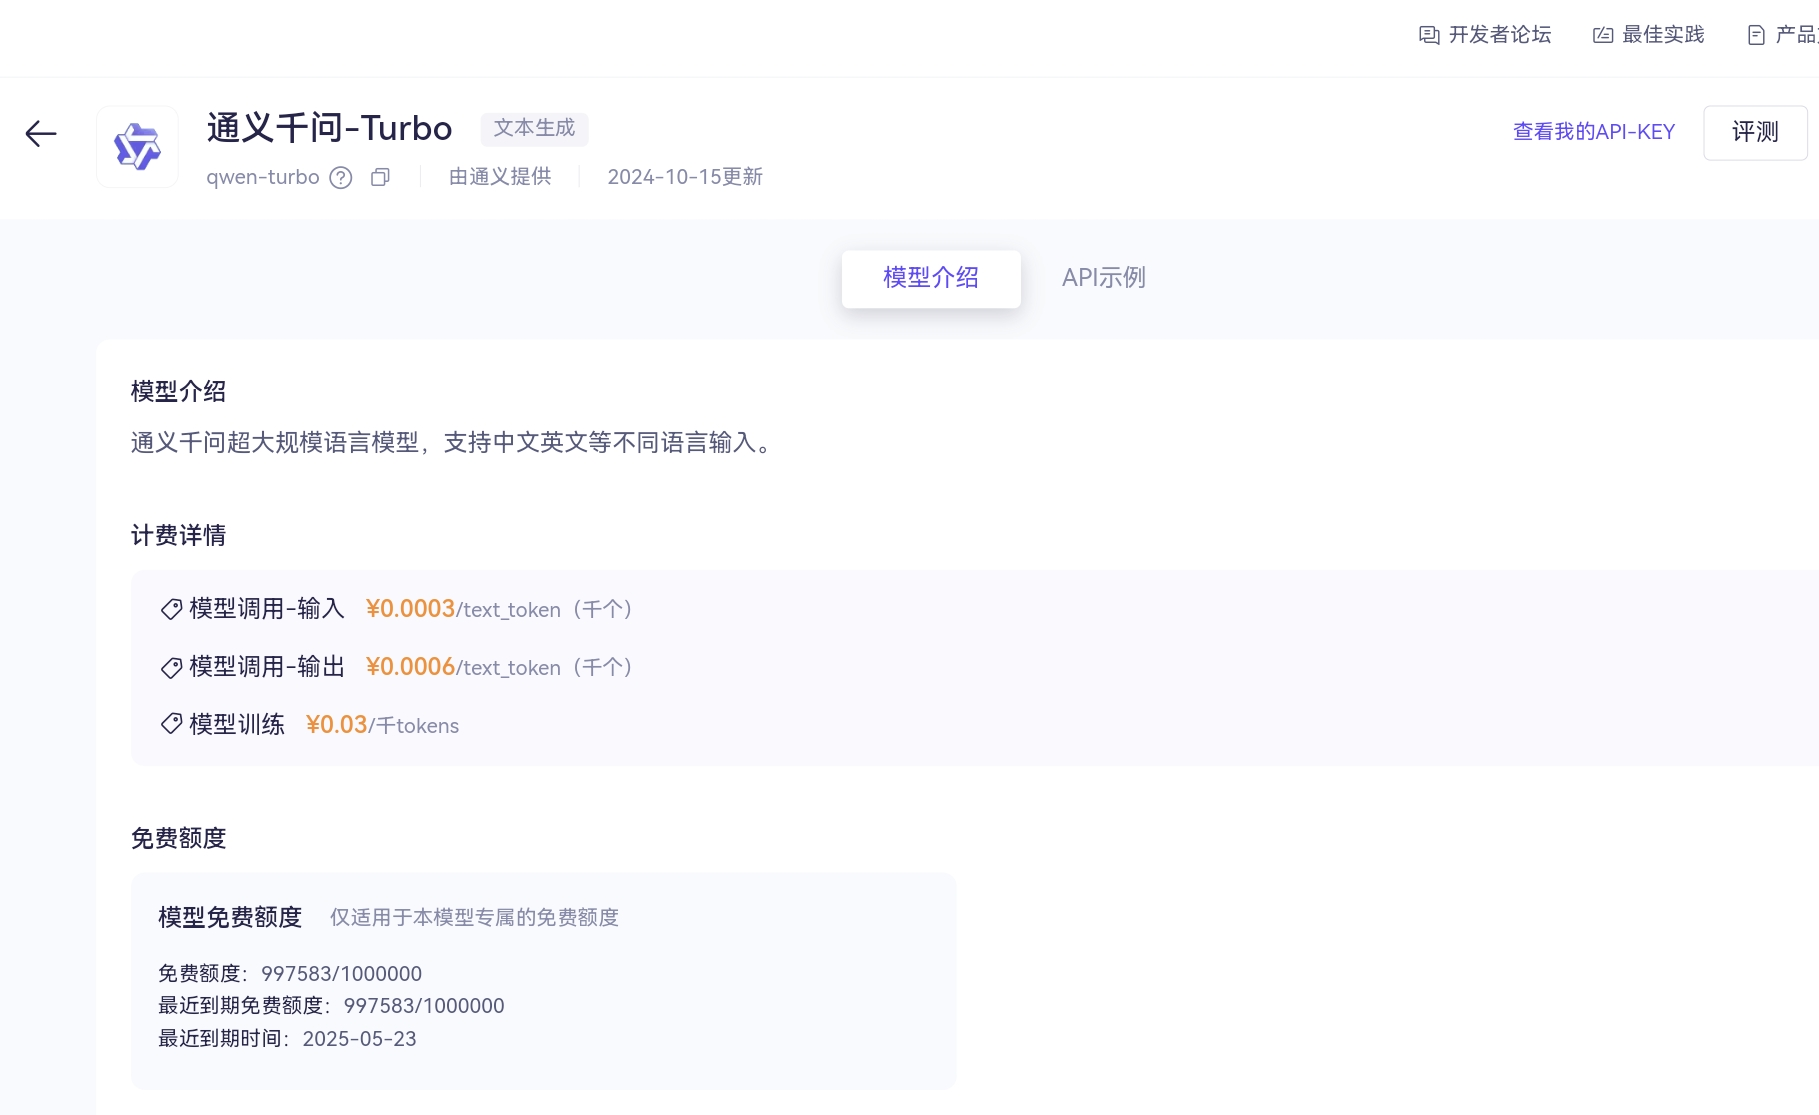 开发者论坛 最佳实践 产品
通义千问-Turbo 文本生成
查看我的API-KEY 评测
qwen-turbo 由通义提供 2024-10-15更新
模型介绍 API示例
模型介绍
通义千问超大规模语言模型，支持中文英文等不同语言输入。
计费详情
模型调用-输入 ¥0.0003/text_token（千个）
模型调用-输出 ¥0.0006/text_token（千个）
模型训练 ¥0.03/千tokens
免费额度
模型免费额度 仅适用于本模型专属的免费额度
免费额度：997583/1000000
最近到期免费额度：997583/1000000
最近到期时间：2025-05-23